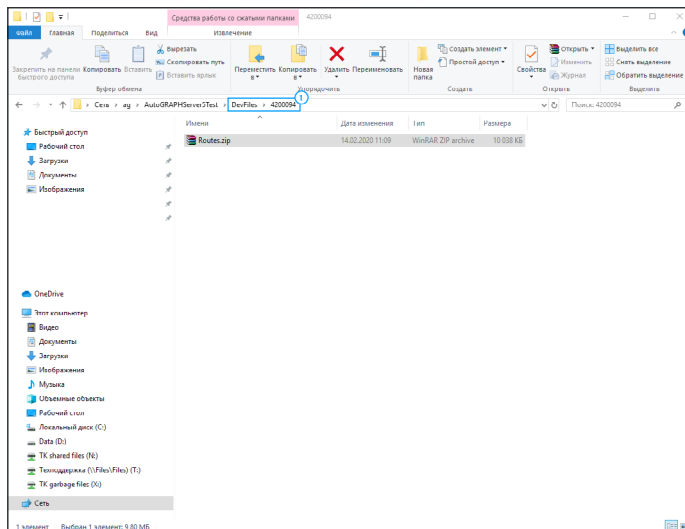 Средства работы со сжатыми папками 4200094
Файл Главная Поделиться Вид Извлечение
Закрепить на панели быстрого доступа
Копировать
Вставить
Вырезать
Скопировать путь
Вставить ярлык
Буфер обмена
Переместить в
Копировать в
Удалить
Переименовать
Упорядочить
Новая папка
Создать элемент
Простой доступ
Создать
Свойства
Открыть
Изменить
Журнал
Открыть
Выделить все
Снять выделение
Обратить выделение
Выделить
Сеть › ag › AutoGRAPHServer5Test › DevFiles › 4200094
1
Поиск: 4200094
Имени Дата изменения Тип Размера
Routes.zip 14.02.2020 11:09 WinRAR ZIP archive 10 038 КБ
Быстрый доступ
Рабочий стол
Загрузки
Документы
Изображения
OneDrive
Этот компьютер
Видео
Документы
Загрузки
Изображения
Музыка
Объемные объекты
Рабочий стол
Локальный диск (C:)
Data (D:)
TK shared files (N:)
Техподдержка (\\Files\Files) (T:)
TK garbage files (X:)
Сеть
1 элемент Выбран 1 элемент: 9,80 МБ